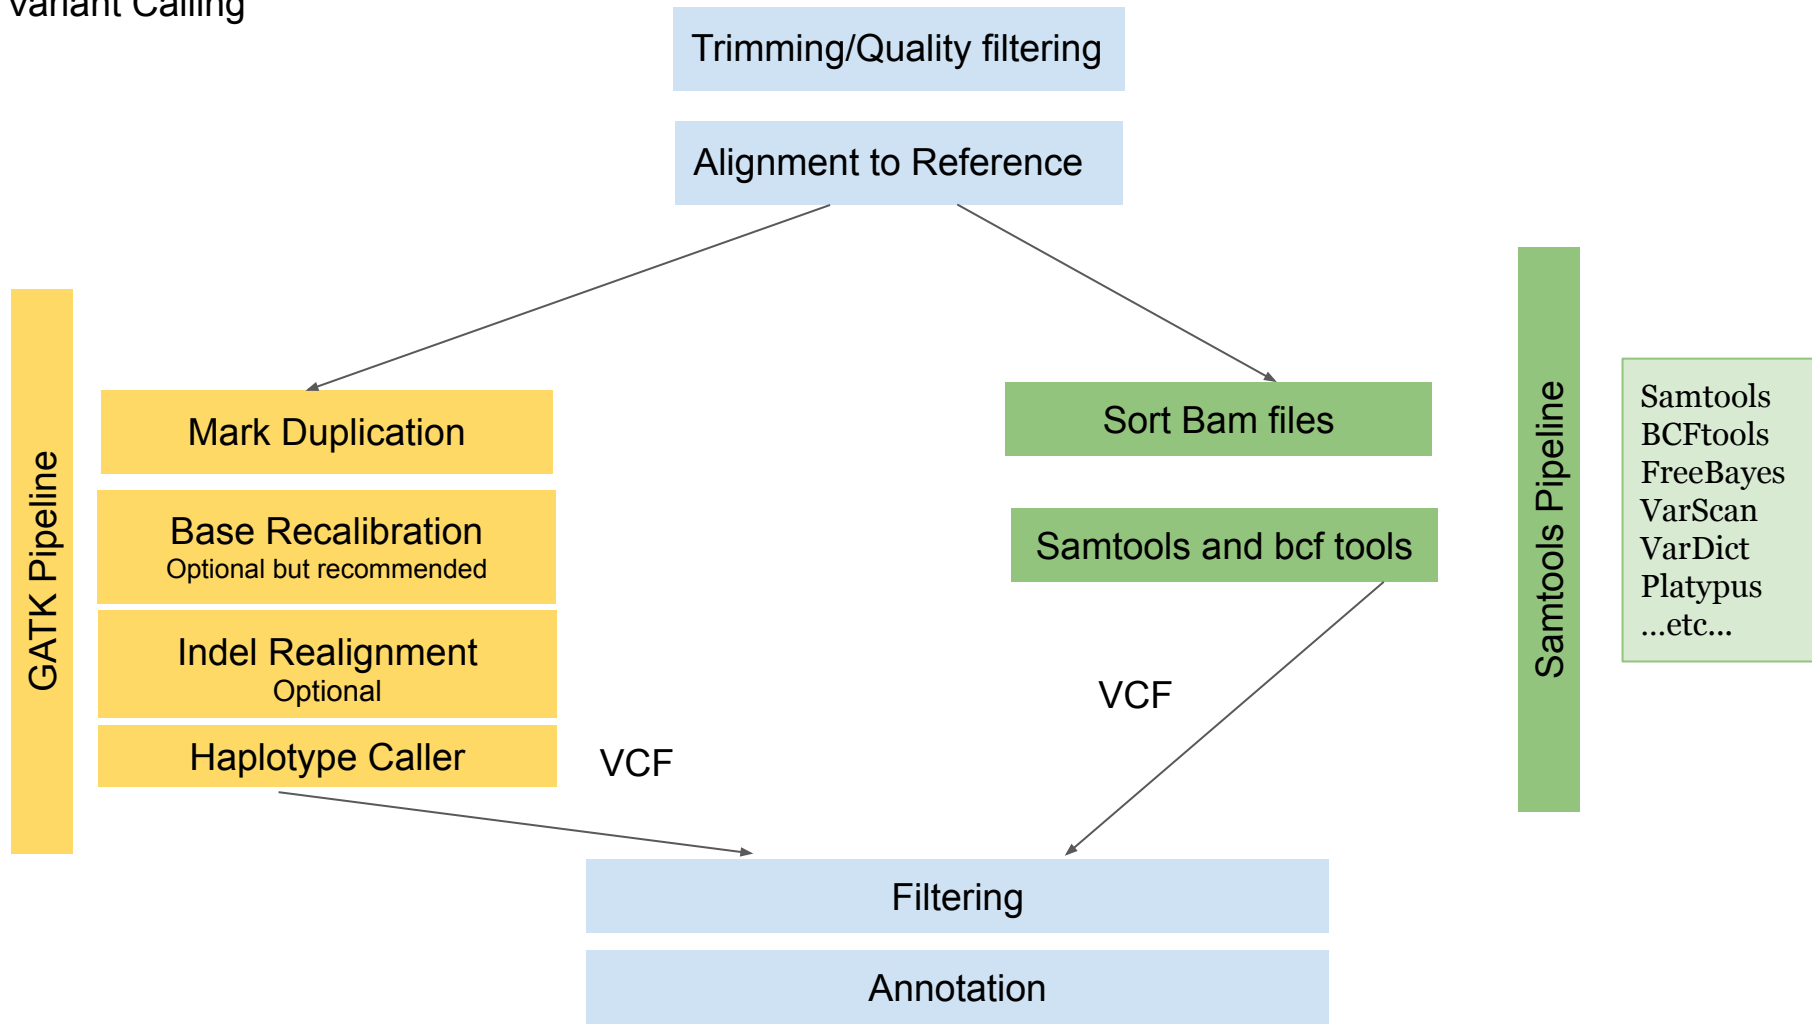 Variant Calling
Trimming/Quality filtering
Alignment to Reference
GATK Pipeline
Mark Duplication
Base Recalibration
Optional but recommended
Indel Realignment
Optional
Haplotype Caller
VCF
Sort Bam files
Samtools and bcf tools
VCF
Samtools Pipeline
Samtools
BCFtools
FreeBayes
VarScan
VarDict
Platypus
...etc...
Filtering
Annotation